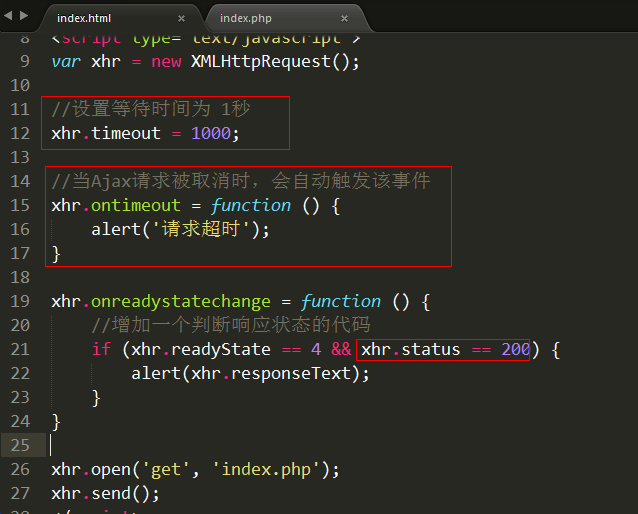 index.html × index.php ×
8 <script type="text/javascript">
9 var xhr = new XMLHttpRequest();
10
11 //设置等待时间为 1秒
12 xhr.timeout = 1000;
13
14 //当Ajax请求被取消时，会自动触发该事件
15 xhr.ontimeout = function () {
16     alert('请求超时');
17 }
18
19 xhr.onreadystatechange = function () {
20     //增加一个判断响应状态的代码
21     if (xhr.readyState == 4 && xhr.status == 200) {
22         alert(xhr.responseText);
23     }
24 }
25
26 xhr.open('get', 'index.php');
27 xhr.send();
28